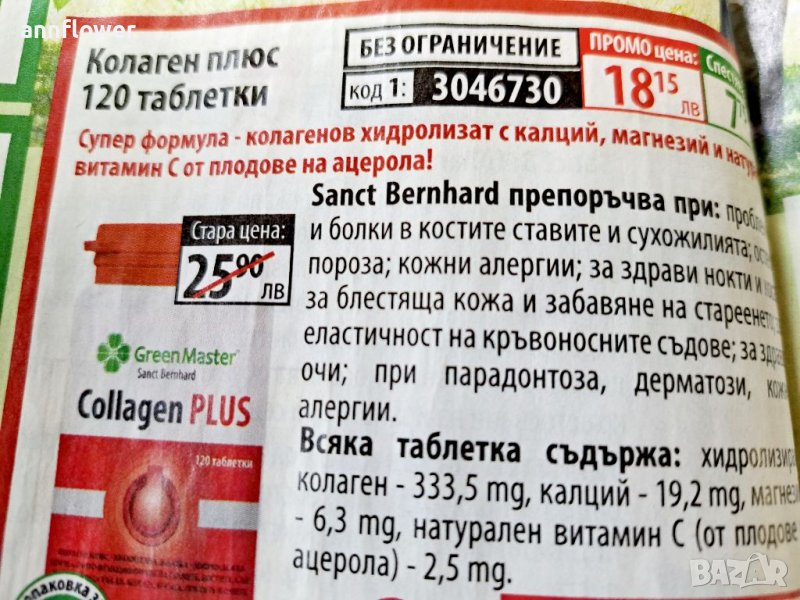 annflower
Колаген плюс
120 таблетки
БЕЗ ОГРАНИЧЕНИЕ
код 1: 3046730
ПРОМО цена:
18 15
ЛВ
Супер формула - колагенов хидролизат с калций, магнезий и
витамин С от плодове на ацерола!
Sanct Bernhard препоръчва при:
и болки в костите ставите и сухожилията;
пороза; кожни алергии; за здрави нокти и
за блестяща кожа и забавяне на стареенето
еластичност на кръвоносните съдове; за
очи; при парадонтоза, дерматози,
алергии.
Стара цена:
25 90
ЛВ
GreenMaster
Sanct Bernhard
Collagen PLUS
120 таблетки
Всяка таблетка съдържа:
колаген - 333,5 mg, калций - 19,2 mg,
- 6,3 mg, натурален витамин С (от плодове
ацерола) - 2,5 mg.
BAZAR